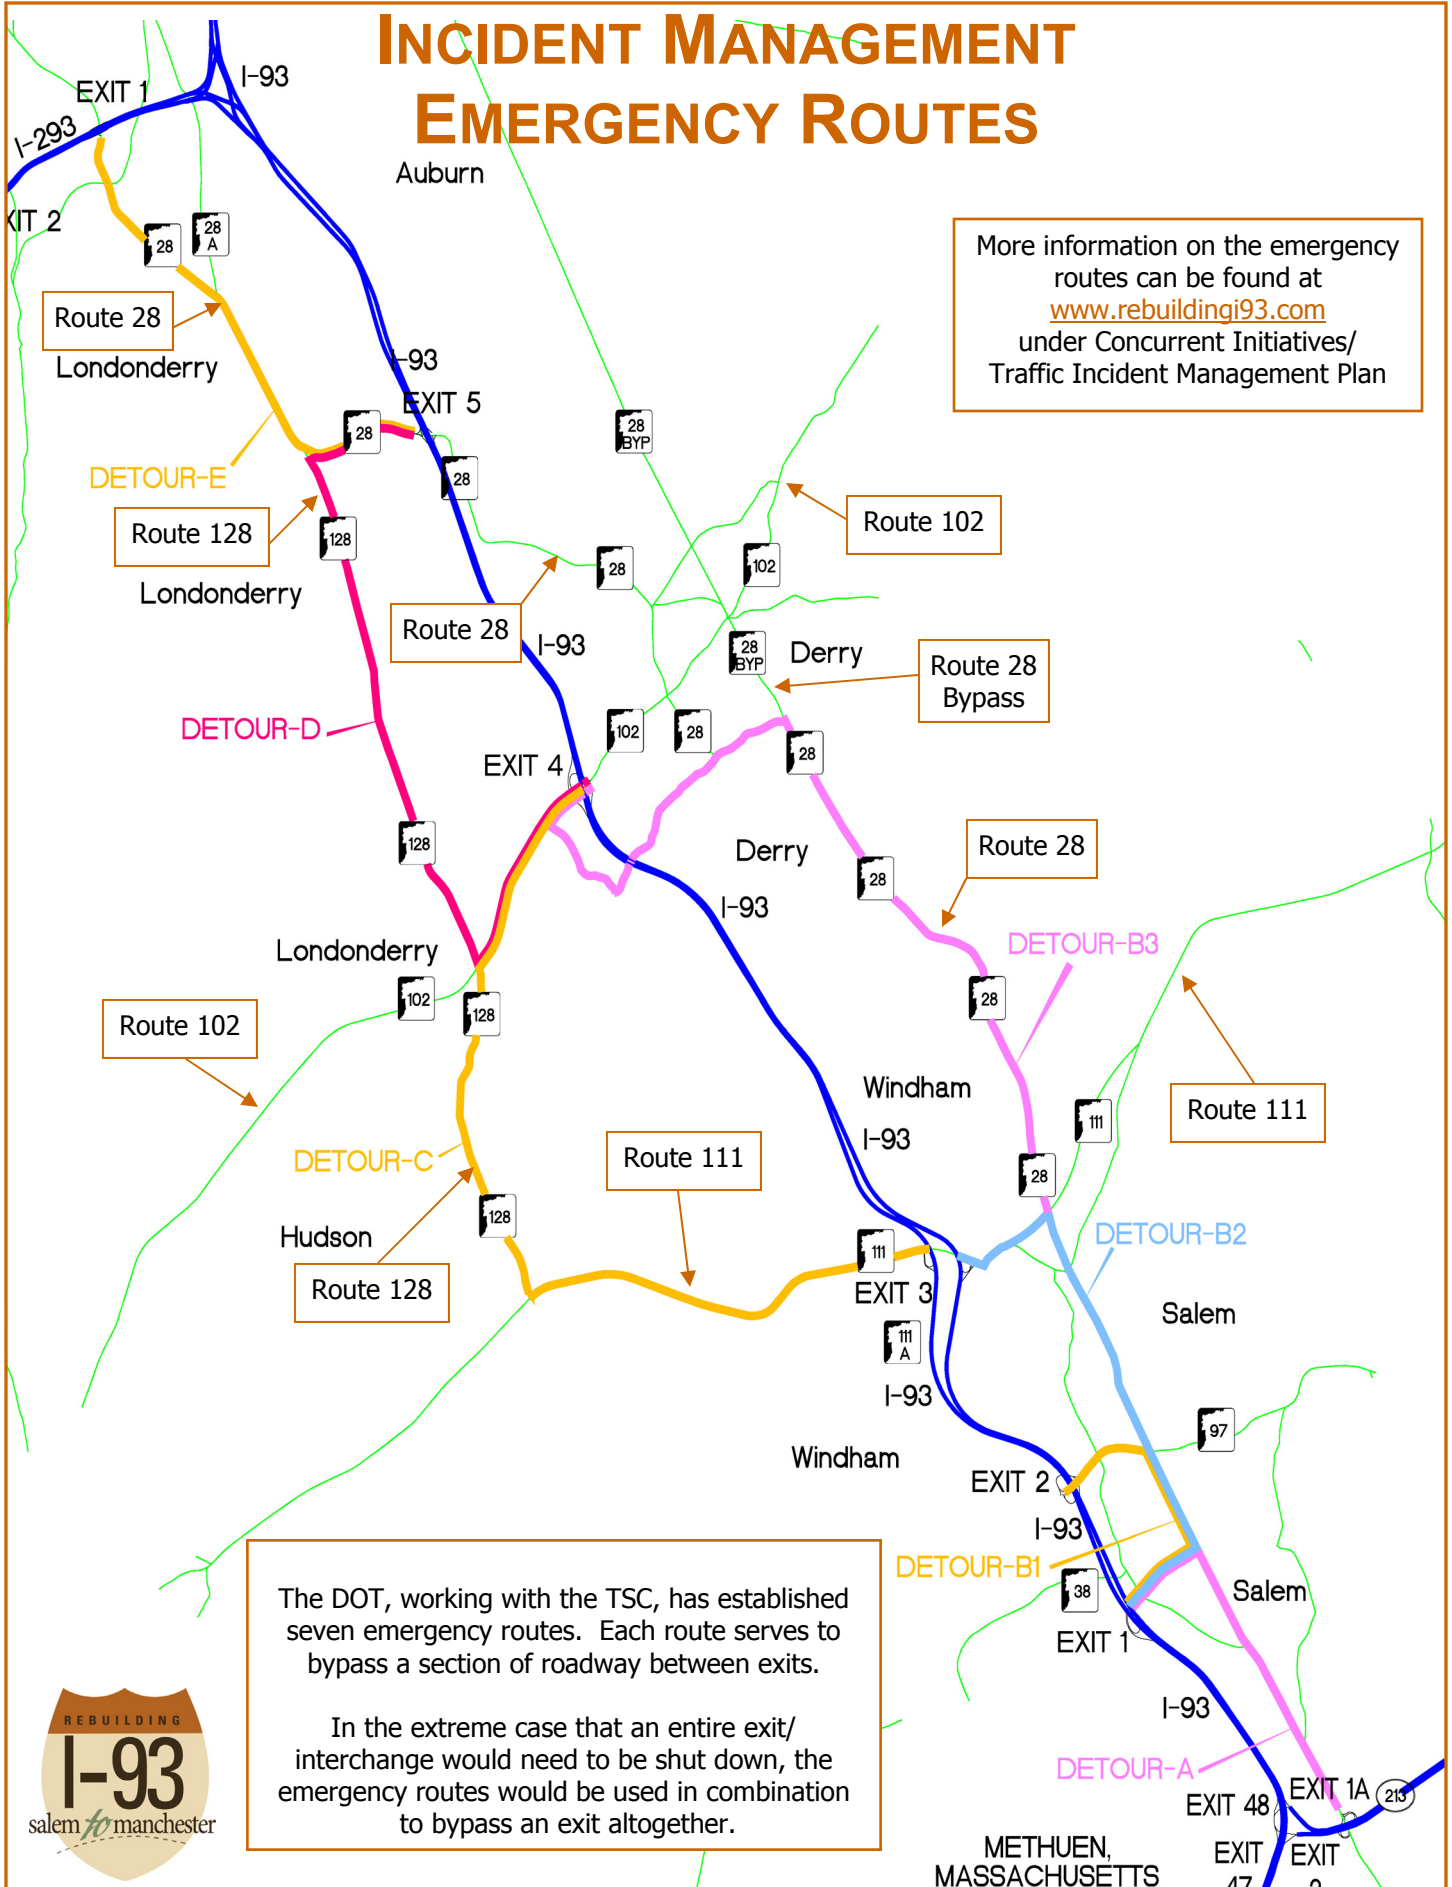 INCIDENT MANAGEMENT
EMERGENCY ROUTES
I-93
EXIT 1
I-293
Auburn
XIT 2
28
28
A
More information on the emergency
routes can be found at
www.rebuildingi93.com
under Concurrent Initiatives/
Traffic Incident Management Plan
Route 28
Londonderry
I-93
EXIT 5
28
28
BYP
DETOUR-E
28
Route 128
128
Route 102
Londonderry
28
102
Route 28
I-93
28
BYP
Derry
Route 28
Bypass
DETOUR-D
102
28
28
EXIT 4
128
Derry
28
Route 28
I-93
Londonderry
DETOUR-B3
102
128
28
Route 102
Windham
111
Route 111
I-93
DETOUR-C
Route 111
28
128
Hudson
DETOUR-B2
111
Route 128
EXIT 3
Salem
111
A
I-93
97
Windham
EXIT 2
I-93
DETOUR-B1
38
Salem
EXIT 1
The DOT, working with the TSC, has established
seven emergency routes. Each route serves to
bypass a section of roadway between exits.
In the extreme case that an entire exit/
interchange would need to be shut down, the
emergency routes would be used in combination
to bypass an exit altogether.
REBUILDING
I-93
salem to manchester
I-93
DETOUR-A
EXIT 1A
213
EXIT 48
METHUEN,
MASSACHUSETTS
EXIT
47
EXIT